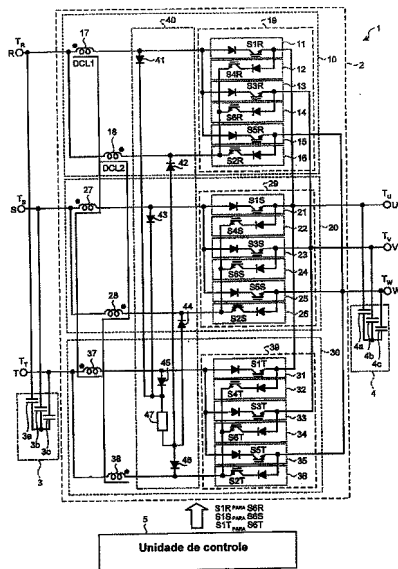 40
19
1
2
T_R
R
17
DCL1
41
S1R
11
10
S4R
12
S3R
13
S6R
14
S5R
15
S2R
16
18
DCL2
42
29
T_S
S
27
43
S1S
21
20
S4S
22
S3S
23
S6S
24
S5S
25
S2S
26
28
44
T_U
U
T_V
V
T_W
W
4a
4b
4c
4
39
30
T_T
T
37
45
S1T
31
S4T
32
47
S3T
33
S6T
34
S5T
35
S2T
36
46
38
3a
3b
3c
3
S1R PARA S6R
S1S PARA S6S
S1T PARA S6T
5
Unidade de controle